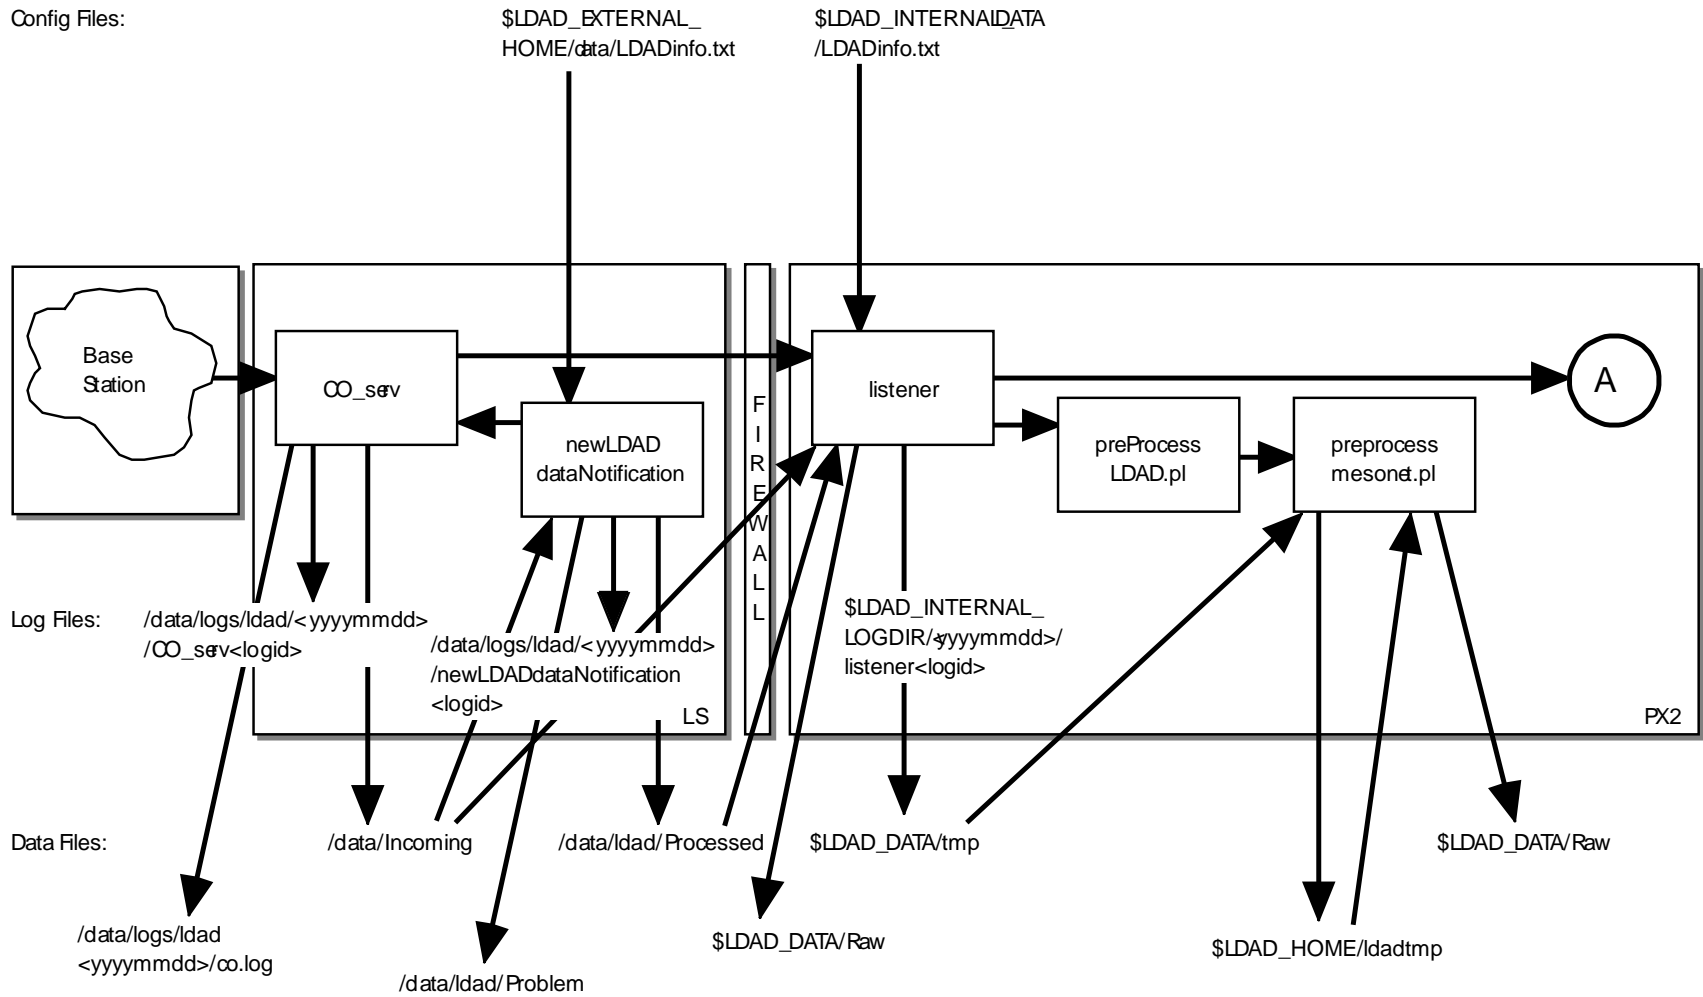 Config Files:
$LDAD_EXTERNAL_
HOME/data/LDADinfo.txt
$LDAD_INTERNAL_DATA
/LDADinfo.txt
Base
Station
CO_serv
newLDAD
dataNotification
FIREWALL
listener
preProcess
LDAD.pl
preprocess
mesonet.pl
A
Log Files:
/data/logs/ldad/<yyyymmdd>
/CO_serv<logid>
/data/logs/ldad/<yyyymmdd>
/newLDADdataNotification
<logid>
$LDAD_INTERNAL_
LOGDIR/<yyyymmdd>/
listener<logid>
LS
PX2
Data Files:
/data/Incoming
/data/ldad/Processed
$LDAD_DATA/tmp
$LDAD_DATA/Raw
/data/logs/ldad
<yyyymmdd>/co.log
/data/ldad/Problem
$LDAD_DATA/Raw
$LDAD_HOME/ldadtmp